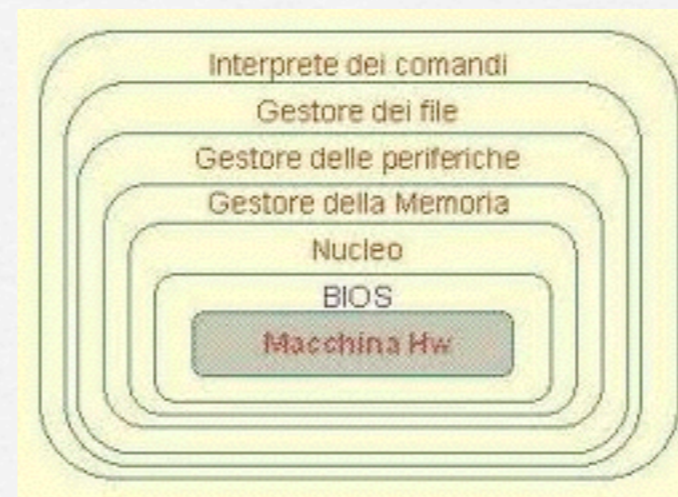 Interprete dei comandi
Gestore dei file
Gestore delle periferiche
Gestore della Memoria
Nucleo
BIOS
Macchina Hw